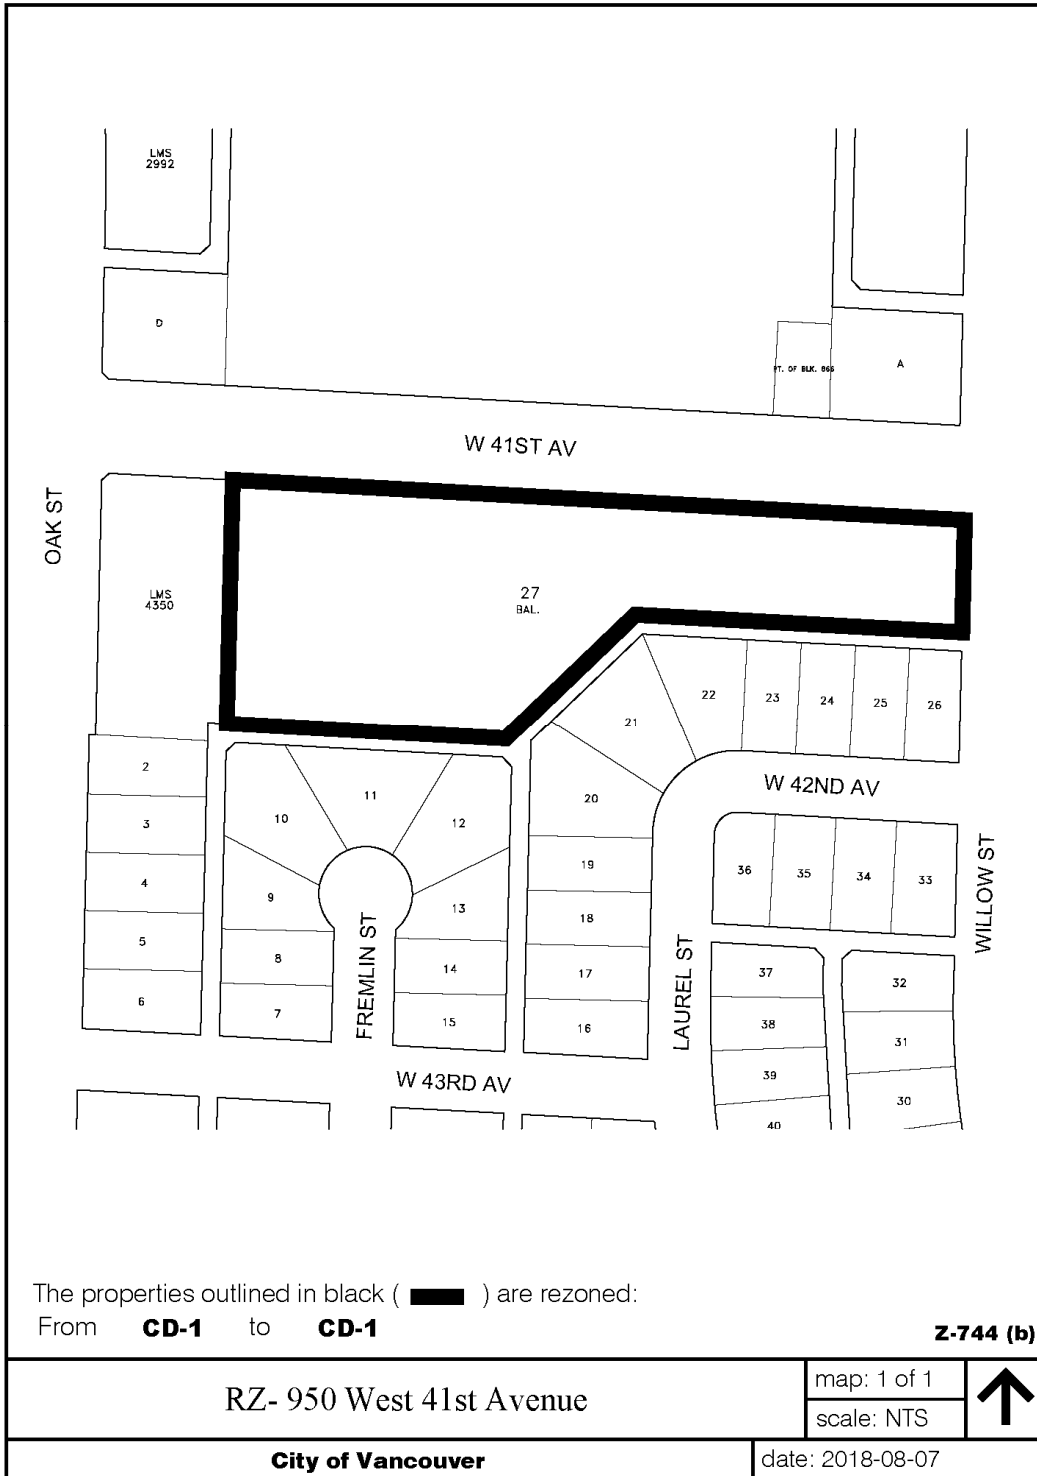 LMS
2992
D
PT. OF BLK. 866
A
W 41ST AV
OAK ST
LMS
4350
27
BAL.
22
23
24
25
26
21
2
3
4
5
6
10
11
12
9
13
8
14
7
15
FREMLIN ST
20
19
18
17
16
W 42ND AV
36
35
34
33
WILLOW ST
LAUREL ST
37
38
39
40
32
31
30
W 43RD AV
The properties outlined in black ( ) are rezoned:
From CD-1 to CD-1
Z-744 (b)
RZ- 950 West 41st Avenue
map: 1 of 1
scale: NTS
City of Vancouver
date: 2018-08-07